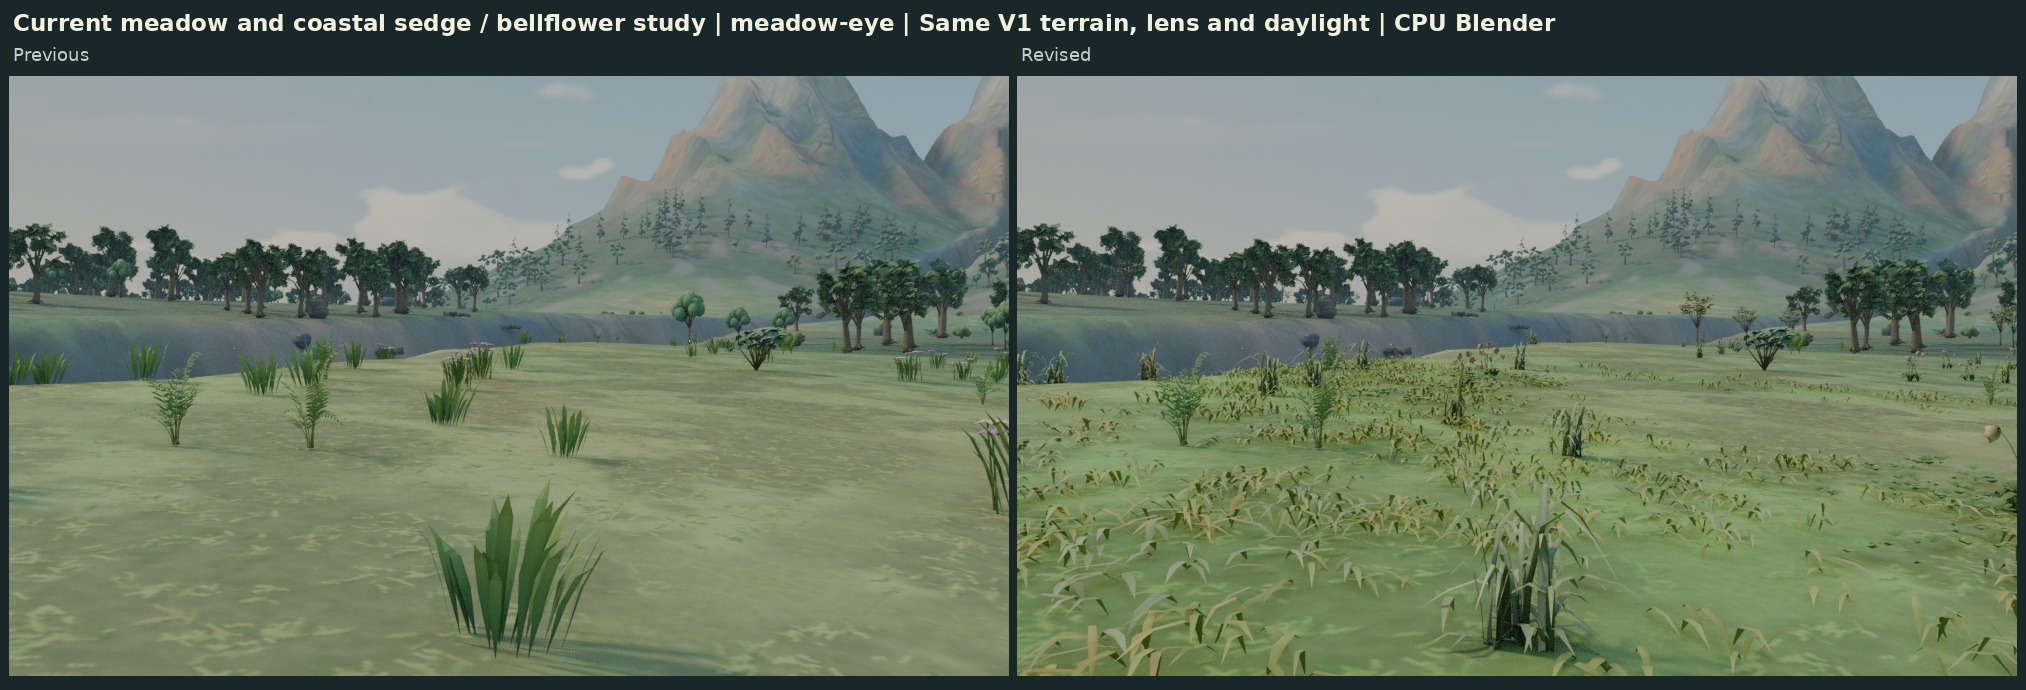 Current meadow and coastal sedge / bellflower study | meadow-eye | Same V1 terrain, lens and daylight | CPU Blender
Previous
Revised